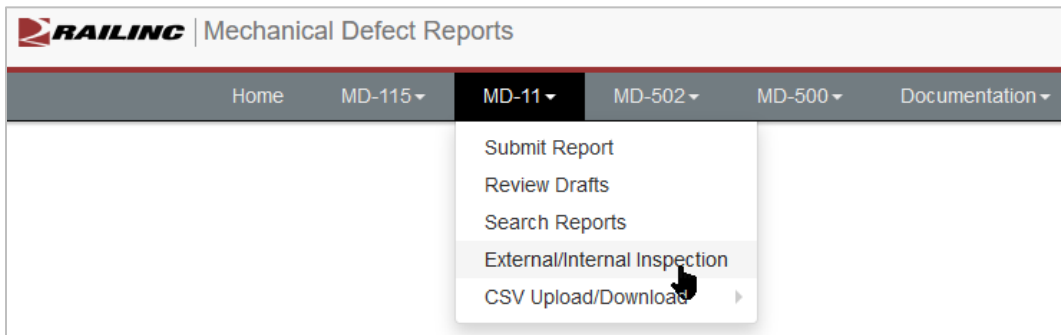 RAILINC | Mechanical Defect Reports
Home MD-115 MD-11 MD-502 MD-500 Documentation
Submit Report
Review Drafts
Search Reports
External/Internal Inspection
CSV Upload/Download